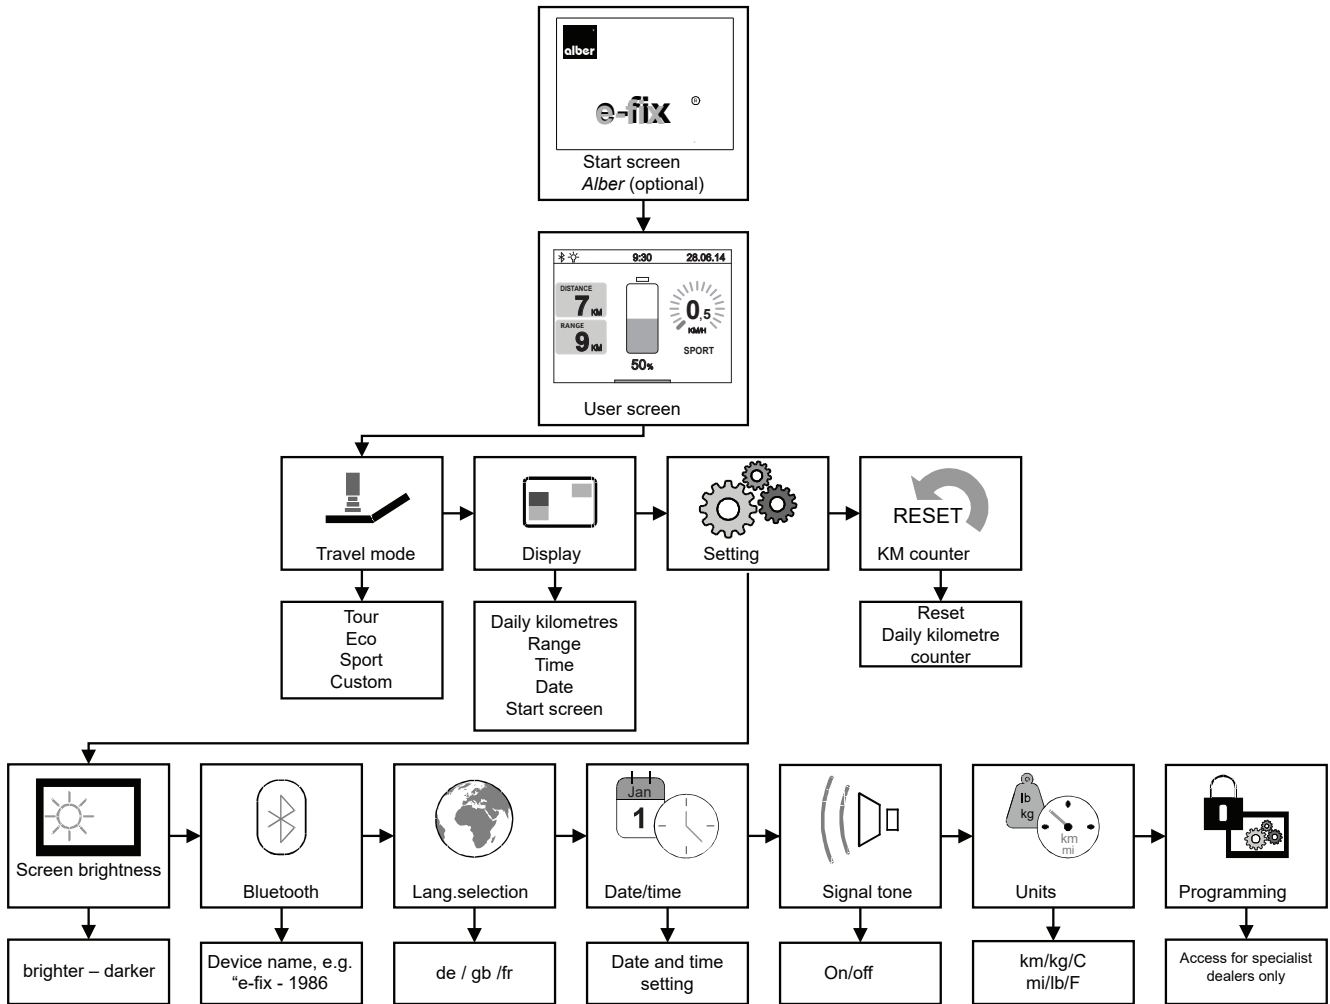 alber
e-fix ®
Start screen
Alber (optional)
9:30 28.06.14
DISTANCE
7 KM
RANGE
9 KM
50%
0,5
KM/H
SPORT
User screen
Travel mode
Display
Setting
RESET
KM counter
Tour
Eco
Sport
Custom
Daily kilometres
Range
Time
Date
Start screen
Reset
Daily kilometre
counter
Screen brightness
Bluetooth
Lang.selection
Jan
1
Date/time
Signal tone
lb
kg
km
mi
Units
Programming
brighter – darker
Device name, e.g.
“e-fix - 1986
de / gb /fr
Date and time
setting
On/off
km/kg/C
mi/lb/F
Access for specialist
dealers only